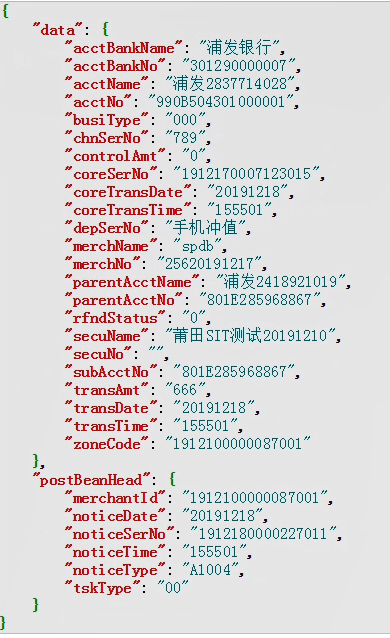 {
"data": {
"acctBankName": "浦发银行",
"acctBankNo": "301290000007",
"acctName": "浦发2837714028",
"acctNo": "990B504301000001",
"busiType": "000",
"chnSerNo": "789",
"controlAmt": "0",
"coreSerNo": "1912170007123015",
"coreTransDate": "20191218",
"coreTransTime": "155501",
"depSerNo": "手机冲值",
"merchName": "spdb",
"merchNo": "25620191217",
"parentAcctName": "浦发2418921019",
"parentAcctNo": "801E285968867",
"rfndStatus": "0",
"secuName": "莆田SIT测试20191210",
"secuNo": "",
"subAcctNo": "801E285968867",
"transAmt": "666",
"transDate": "20191218",
"transTime": "155501",
"zoneCode": "1912100000087001"
},
"postBeanHead": {
"merchantId": "1912100000087001",
"noticeDate": "20191218",
"noticeSerNo": "1912180000227011",
"noticeTime": "155501",
"noticeType": "A1004",
"tskType": "00"
}
}